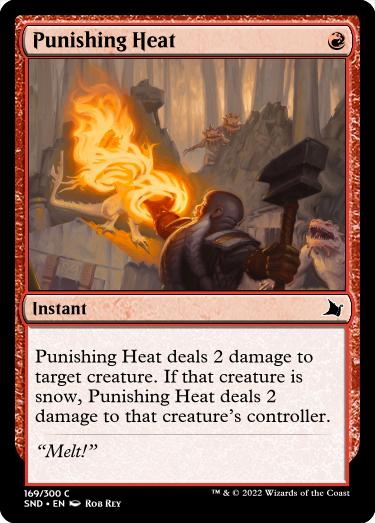 Punishing Heat
Instant
Punishing Heat deals 2 damage to
target creature. If that creature is
snow, Punishing Heat deals 2
damage to that creature's controller.
“Melt!”
169/300 C
SND • EN Rob Rey
™ & © 2022 Wizards of the Coast